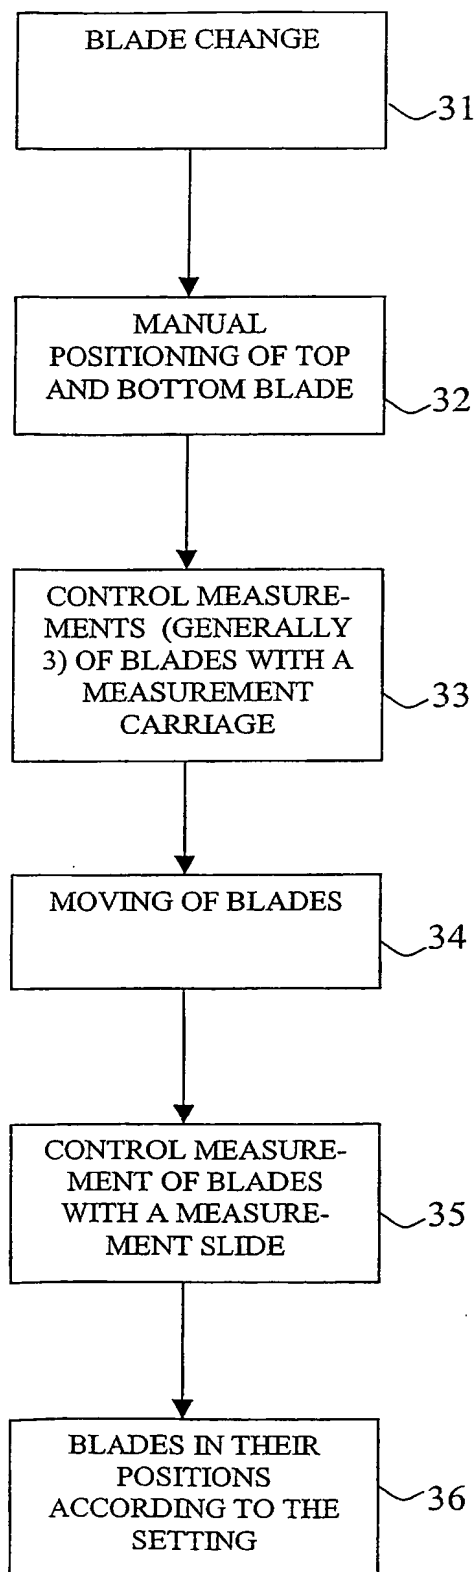 BLADE CHANGE
31
MANUAL
POSITIONING OF TOP
AND BOTTOM BLADE
32
CONTROL MEASURE-
MENTS (GENERALLY
3) OF BLADES WITH A
MEASUREMENT
CARRIAGE
33
MOVING OF BLADES
34
CONTROL MEASURE-
MENT OF BLADES
WITH A MEASURE-
MENT SLIDE
35
BLADES IN THEIR
POSITIONS
ACCORDING TO THE
SETTING
36